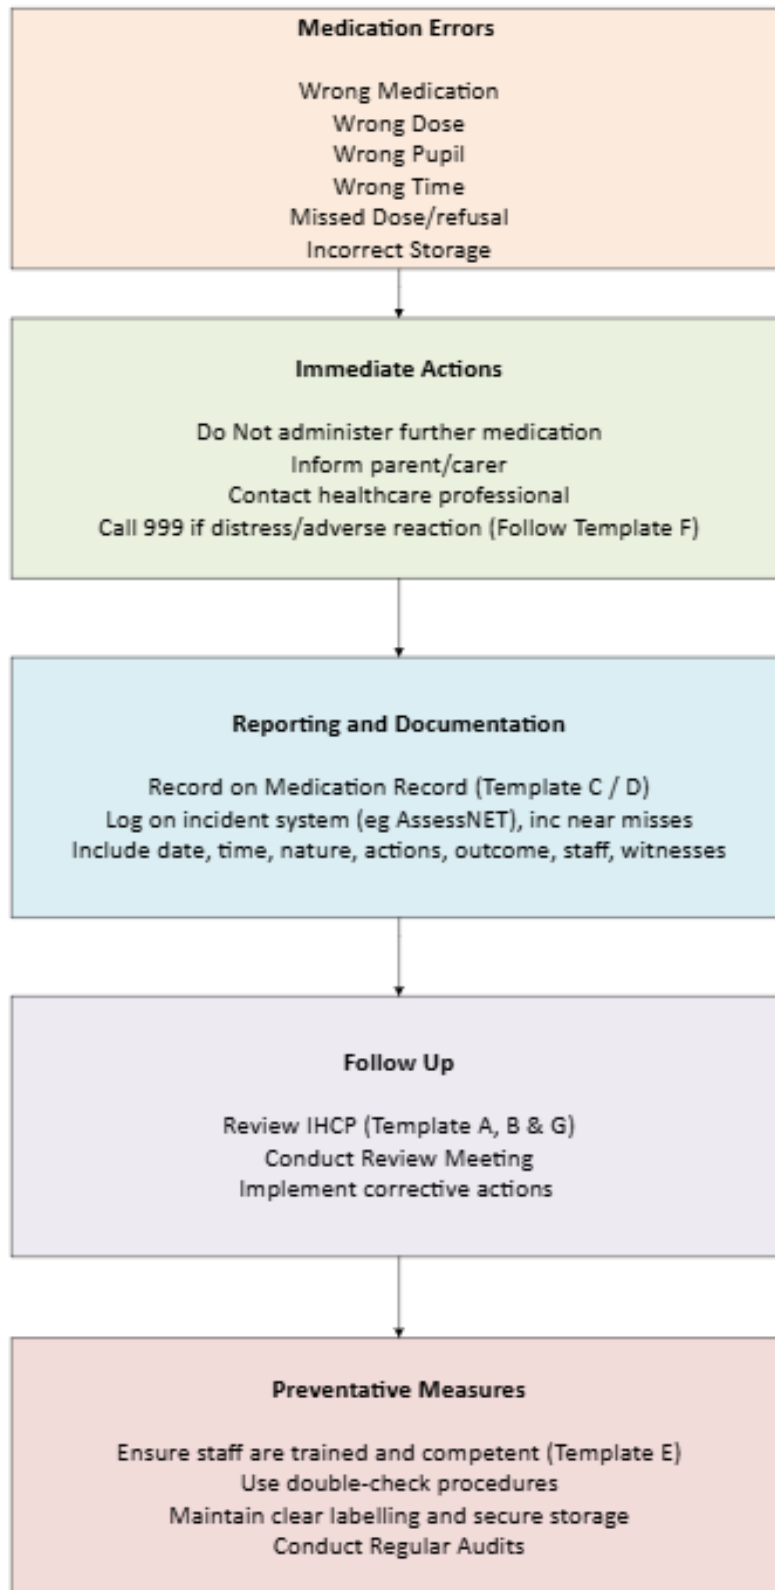 Medication Errors
Wrong Medication
Wrong Dose
Wrong Pupil
Wrong Time
Missed Dose/refusal
Incorrect Storage
Immediate Actions
Do Not administer further medication
Inform parent/carer
Contact healthcare professional
Call 999 if distress/adverse reaction (Follow Template F)
Reporting and Documentation
Record on Medication Record (Template C / D)
Log on incident system (eg AssessNET), inc near misses
Include date, time, nature, actions, outcome, staff, witnesses
Follow Up
Review IHCP (Template A, B & G)
Conduct Review Meeting
Implement corrective actions
Preventative Measures
Ensure staff are trained and competent (Template E)
Use double-check procedures
Maintain clear labelling and secure storage
Conduct Regular Audits